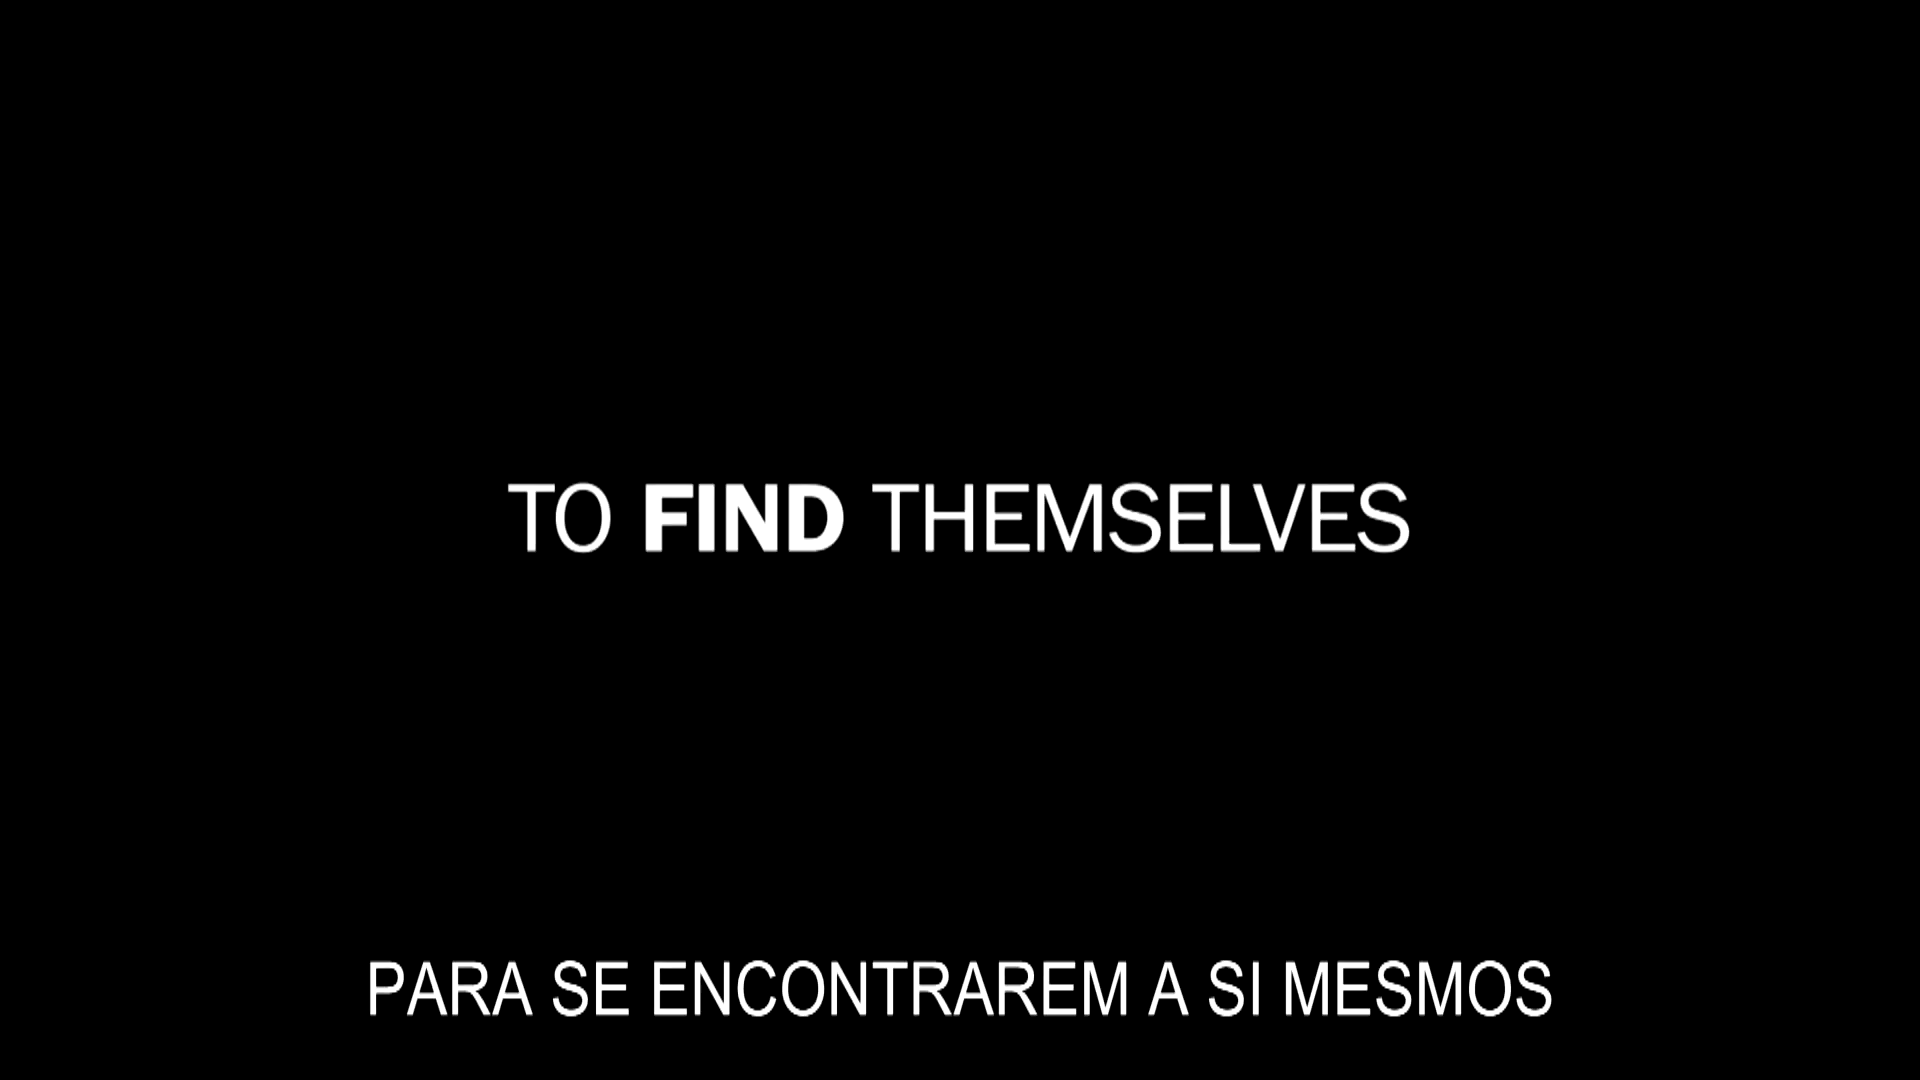 TO FIND THEMSELVES
PARA SE ENCONTRAREM A SI MESMOS